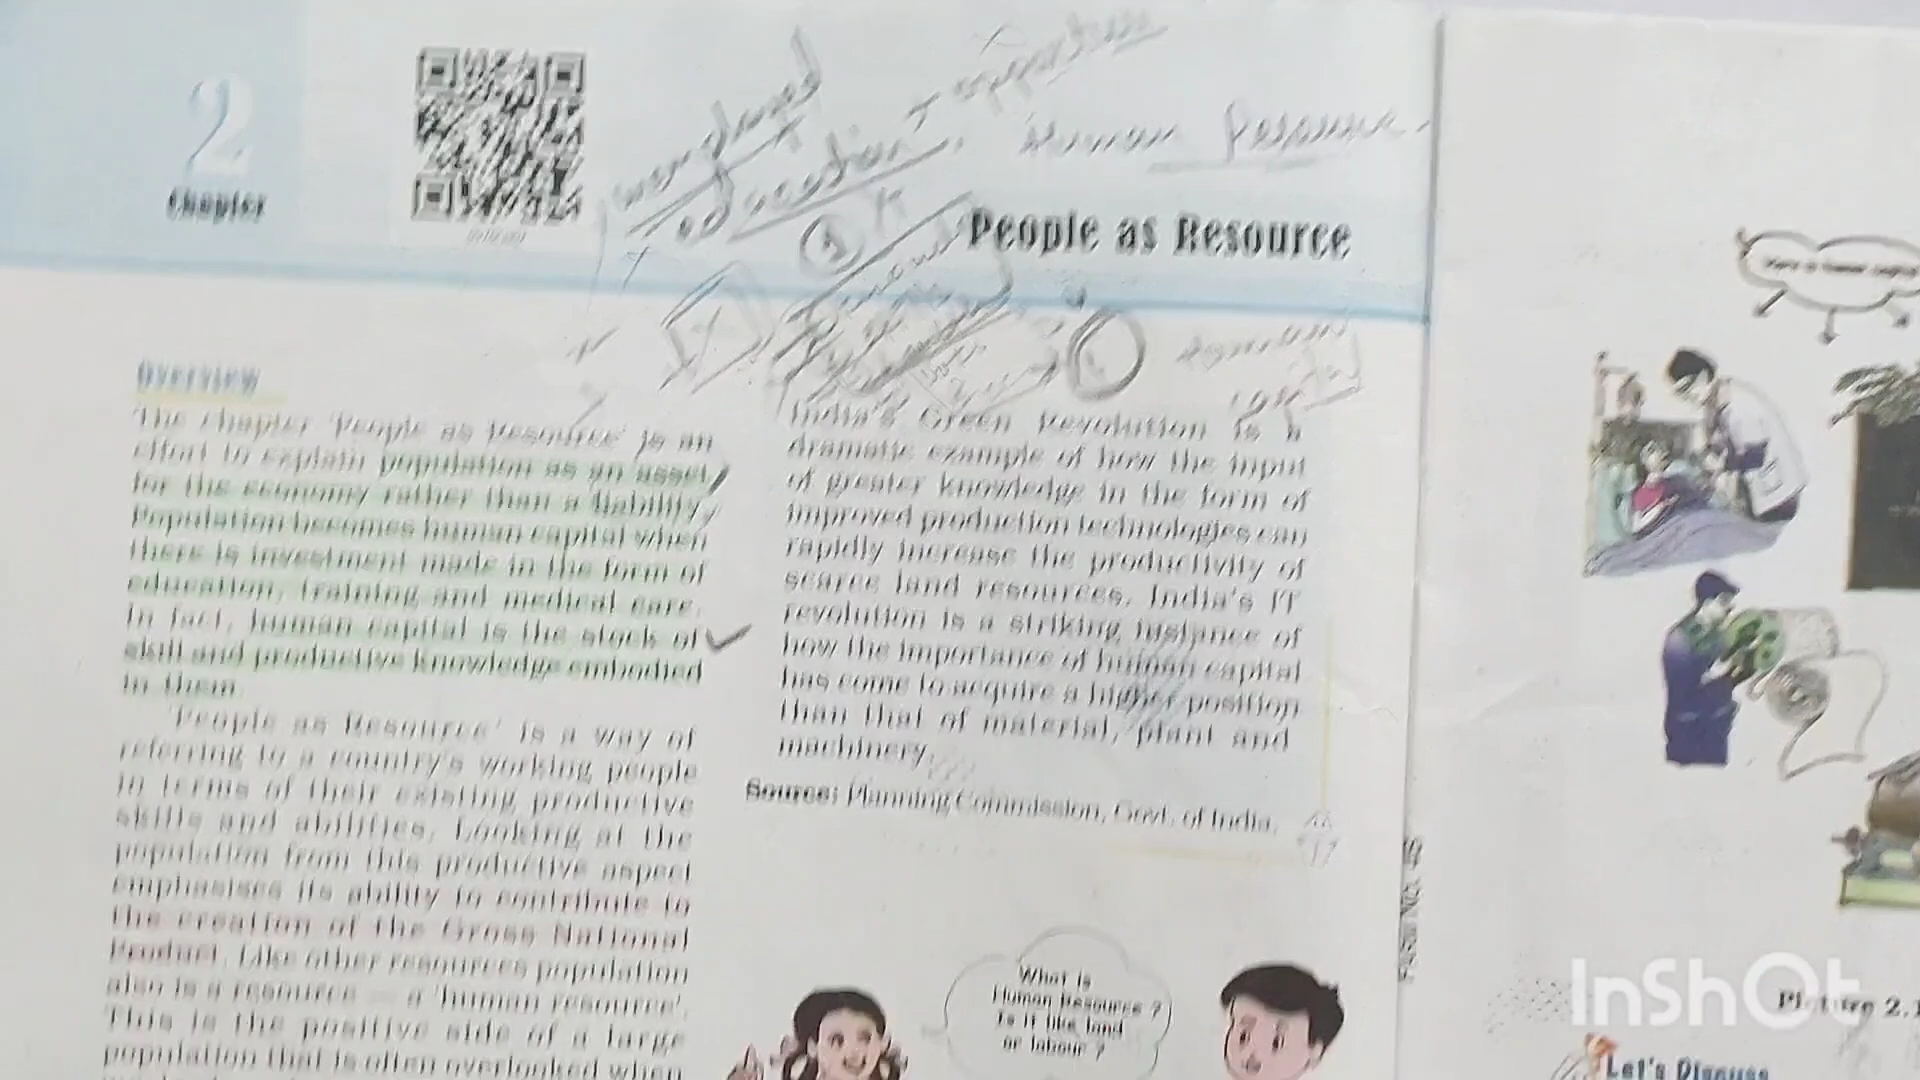 2
Chapter
education
Human Resource
People as Resource
Overview
The chapter 'People as Resource' is an
effort to explain population as an asset
for the economy rather than a liability.
Population becomes human capital when
there is investment made in the form of
education, training and medical care.
In fact, human capital is the stock of
skill and productive knowledge embodied
in them.
'People as Resource' is a way of
referring to a country's working people
in terms of their existing productive
skills and abilities. Looking at the
population from this productive aspect
emphasises its ability to contribute to
the creation of the Gross National
Product. Like other resources population
also is a resource — a 'human resource'.
This is the positive side of a large
population that is often overlooked when
Human
capital
India's Green Revolution is a
dramatic example of how the input
of greater knowledge in the form of
improved production technologies can
rapidly increase the productivity of
scarce land resources. India's IT
revolution is a striking instance of
how the importance of human capital
has come to acquire a higher position
than that of material, plant and
machinery.
Source: Planning Commission, Govt. of India.
What is
Human Resource ?
Is it like land
or labour ?
Picture 2.1
Let's Discuss
InShOt